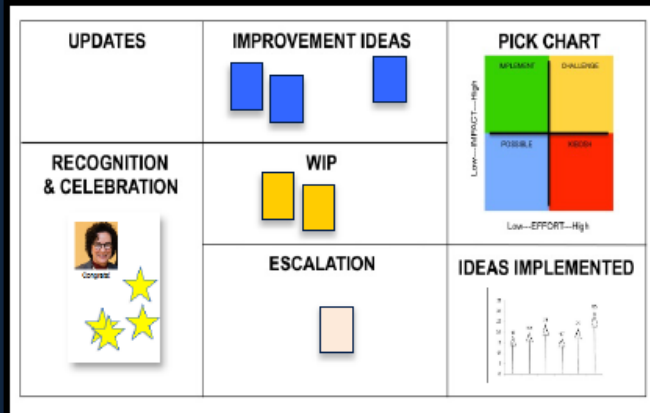 UPDATES
IMPROVEMENT IDEAS
PICK CHART
IMPLEMENT
CHALLENGE
POSSIBLE
KIBOSH
Low---IMPACT---High
Low---EFFORT---High
RECOGNITION
& CELEBRATION
Congrats!
WIP
ESCALATION
IDEAS IMPLEMENTED